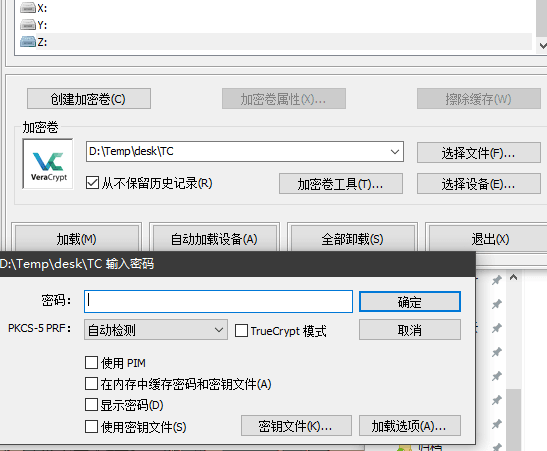 X:
Y:
Z:
创建加密卷(C)
加密卷属性(X)...
擦除缓存(W)
加密卷
VeraCrypt
D:\Temp\desk\TC
选择文件(F)...
从不保留历史记录(R)
加密卷工具(T)...
选择设备(E)...
加载(M)
自动加载设备(A)
全部卸载(S)
退出(X)
D:\Temp\desk\TC 输入密码
密码:
确定
PKCS-5 PRF:
自动检测
TrueCrypt 模式
取消
使用 PIM
在内存中缓存密码和密钥文件(A)
显示密码(D)
使用密钥文件(S)
密钥文件(K)...
加载选项(A)...